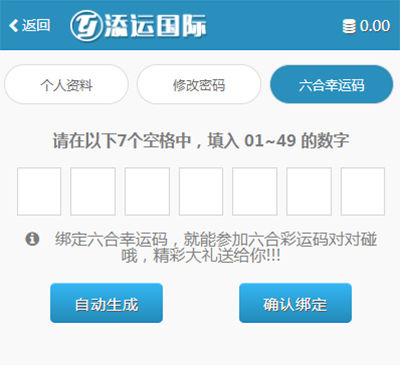 返回 流运国际 0.00
个人资料 修改密码 六合幸运码
请在以下7个空格中，填入 01~49 的数字
绑定六合幸运码，就能参加六合彩运码对对碰
哦，精彩大礼送给你!!!
自动生成 确认绑定